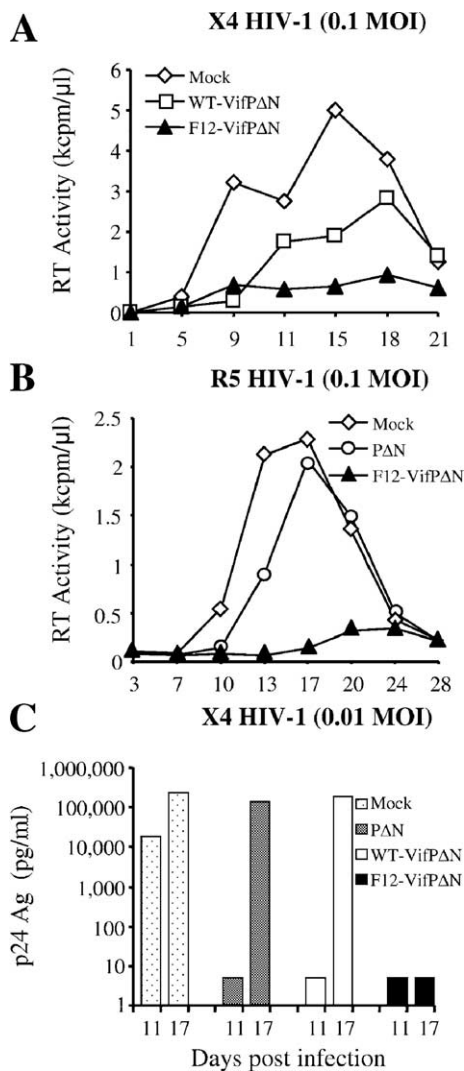 A
X4 HIV-1 (0.1 MOI)
RT Activity (kcpm/µl)
6
5
4
3
2
1
0
Mock
WT-VifPΔN
F12-VifPΔN
1 5 9 11 15 18 21
B
R5 HIV-1 (0.1 MOI)
RT Activity (kcpm/µl)
2.5
2
1.5
1
0.5
0
Mock
PΔN
F12-VifPΔN
3 7 10 13 17 20 24 28
C
X4 HIV-1 (0.01 MOI)
p24 Ag (pg/ml)
1,000,000
100,000
10,000
1,000
100
10
1
Mock
PΔN
WT-VifPΔN
F12-VifPΔN
11 17 11 17 11 17 11 17
Days post infection